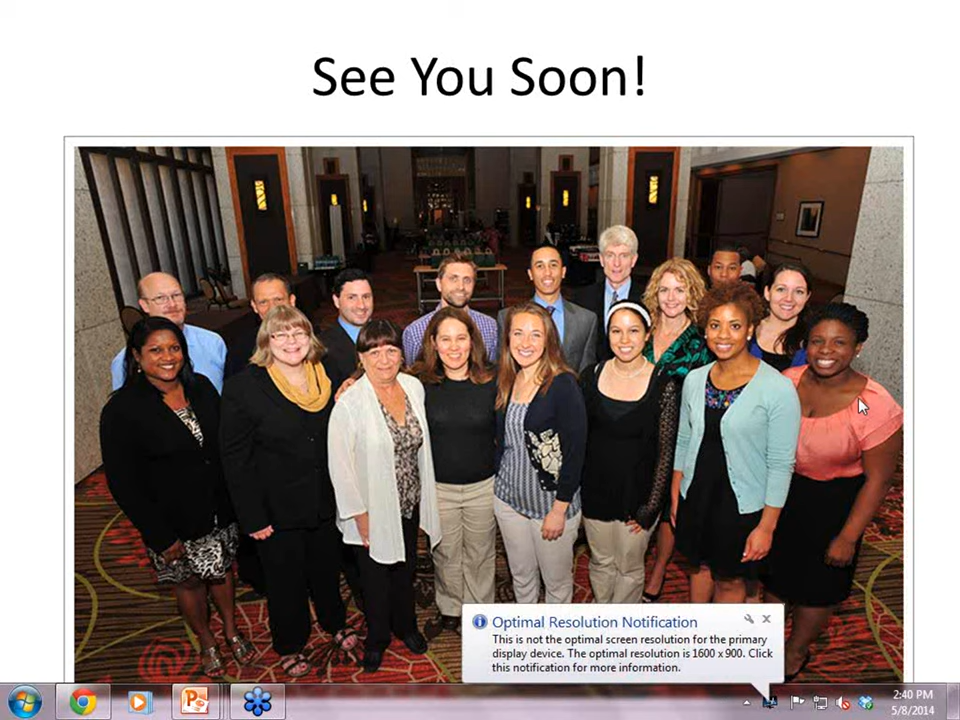 See You Soon!
Optimal Resolution Notification
This is not the optimal screen resolution for the primary
display device. The optimal resolution is 1600 x 900. Click
this notification for more information.
2:40 PM
5/8/2014